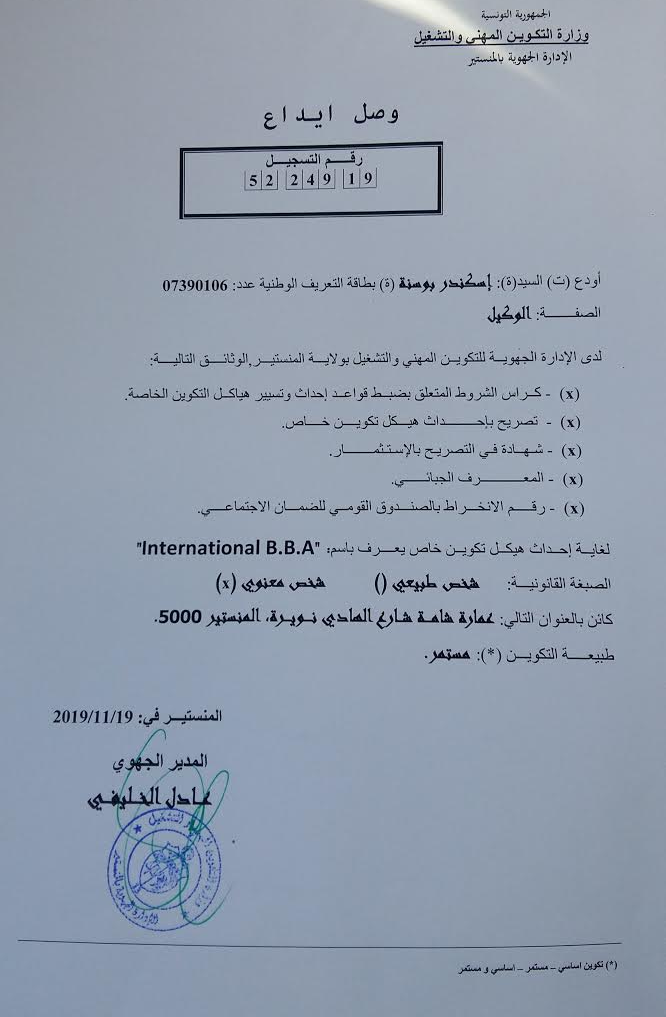 الجمهورية التونسية
وزارة التكوين المهني والتشغيل
الإدارة الجهوية بالمنستير
وصل ايداع
رقم التسجيل
52 249 19
أودع (ت) السيد(ة): إسكندر بوسنة (ة) بطاقة التعريف الوطنية عدد: 07390106
الصفة: الوكيل
لدى الإدارة الجهوية للتكوين المهني والتشغيل بولاية المنستير,الوثائق التالية:
(x) - كراس الشروط المتعلق بضبط قواعد إحداث وتسيير هياكل التكوين الخاصة.
(x) - تصريح بإحداث هيكل تكوين خاص.
(x) - شهادة في التصريح بالإستثمار.
(x) - المعرف الجبائي.
(x) - رقم الانخراط بالصندوق القومي للضمان الاجتماعي.
لغاية إحداث هيكل تكوين خاص يعرف باسم: "International B.B.A"
الصبغة القانونية: شخص طبيعي () شخص معنوي (x)
كائن بالعنوان التالي: عمارة شامة شارع الهادي نويرة، المنستير 5000.
طبيعة التكوين (*): مستمر.
المنستير في: 2019/11/19
المدير الجهوي
عادل الخليفي
(*) تكوين اساسي – مستمر – اساسي و مستمر